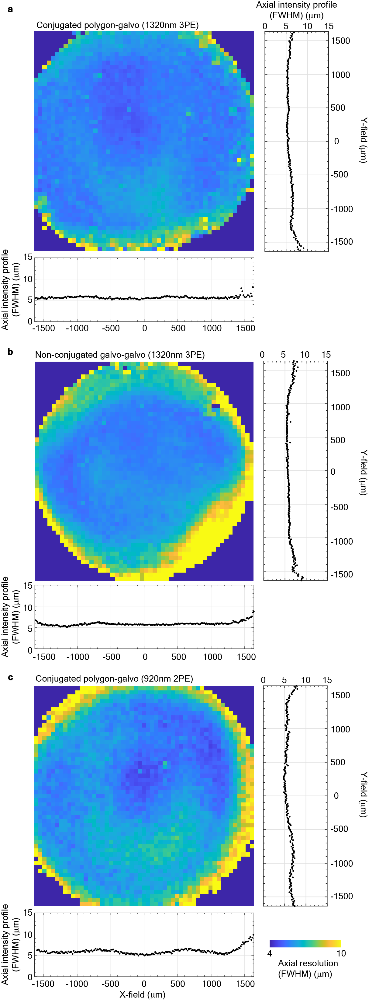 a
Axial intensity profile
(FWHM) (μm)
Conjugated polygon-galvo (1320nm 3PE)
0 5 10 15
1500
1000
500
0
-500
-1000
-1500
Y-field (μm)
Axial intensity profile
(FWHM) (μm)
15
10
5
0
-1500 -1000 -500 0 500 1000 1500
b
Non-conjugated galvo-galvo (1320nm 3PE)
0 5 10 15
1500
1000
500
0
-500
-1000
-1500
Y-field (μm)
Axial intensity profile
(FWHM) (μm)
15
10
5
0
-1500 -1000 -500 0 500 1000 1500
c
Conjugated polygon-galvo (920nm 2PE)
0 5 10 15
1500
1000
500
0
-500
-1000
-1500
Y-field (μm)
Axial intensity profile
(FWHM) (μm)
15
10
5
0
-1500 -1000 -500 0 500 1000 1500
X-field (μm)
4 10
Axial resolution
(FWHM) (μm)